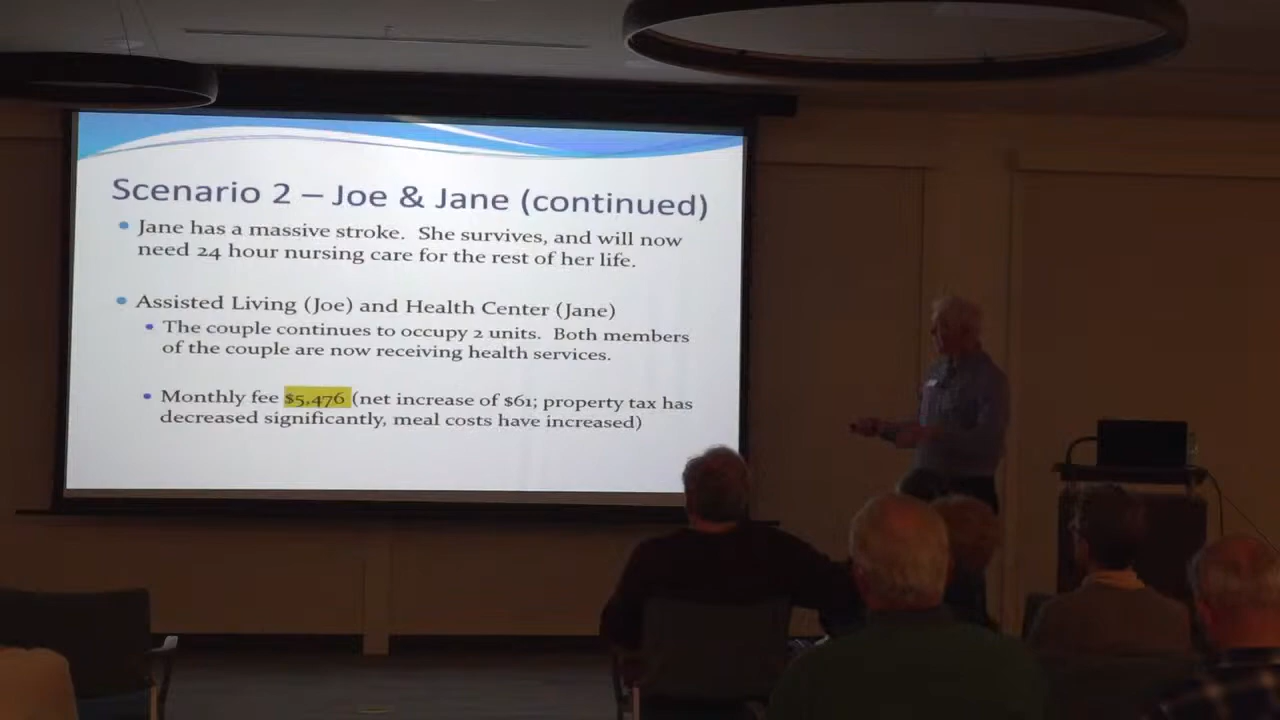 Scenario 2 – Joe & Jane (continued)
Jane has a massive stroke.  She survives, and will now
need 24 hour nursing care for the rest of her life.
Assisted Living (Joe) and Health Center (Jane)
The couple continues to occupy 2 units.  Both members
of the couple are now receiving health services.
Monthly fee $5,476 (net increase of $61; property tax has
decreased significantly, meal costs have increased)